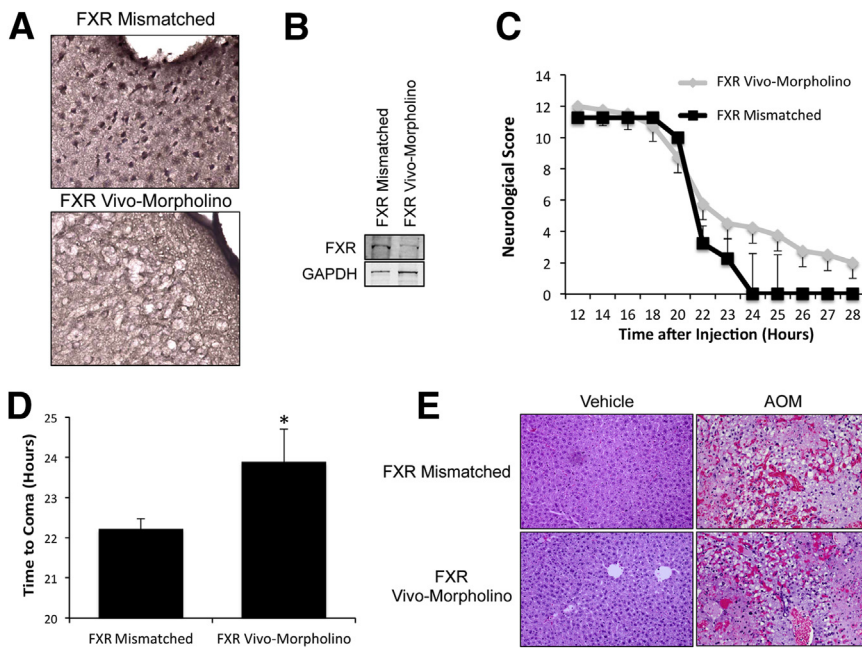 A
FXR Mismatched
FXR Vivo-Morpholino
B
FXR Mismatched
FXR Vivo-Morpholino
FXR
GAPDH
C
14
12
10
8
6
4
2
0
Neurological Score
FXR Vivo-Morpholino
FXR Mismatched
12 14 16 18 20 22 23 24 25 26 27 28
Time after Injection (Hours)
D
25
24
23
22
21
20
Time to Coma (Hours)
*
FXR Mismatched FXR Vivo-Morpholino
E
Vehicle AOM
FXR Mismatched
FXR
Vivo-Morpholino